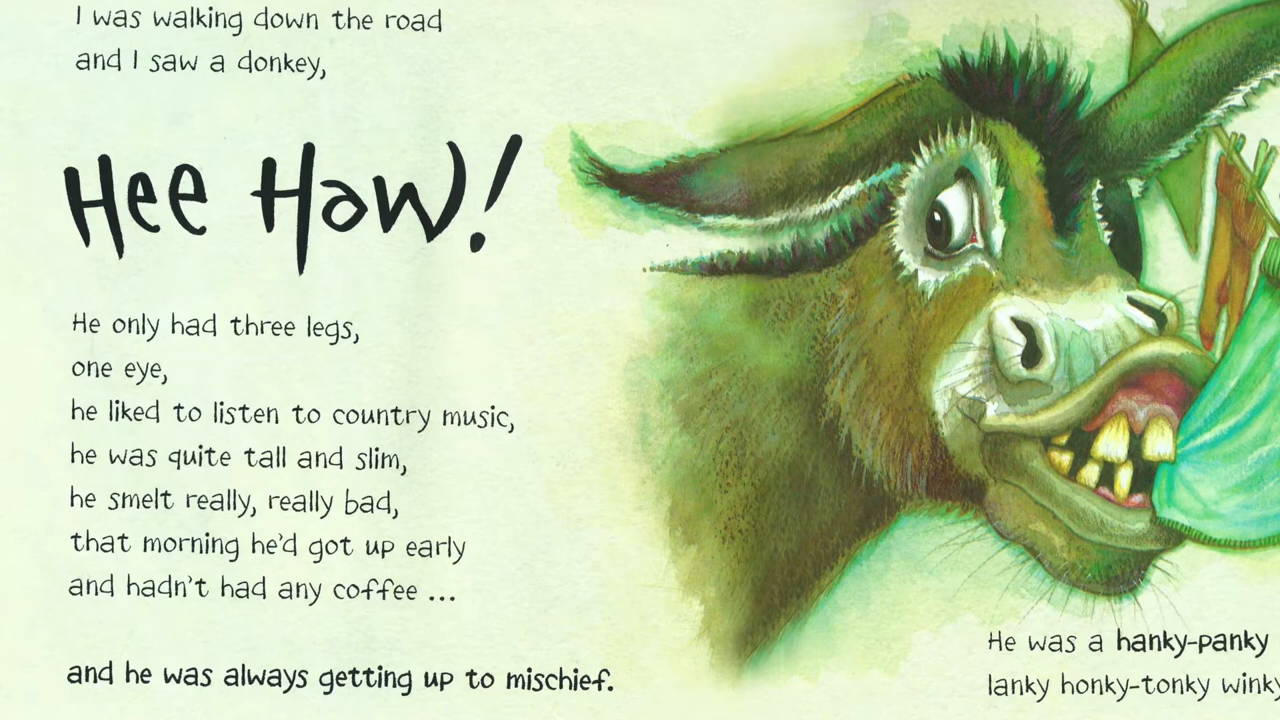 I was walking down the road
and I saw a donkey,
Hee Haw!
He only had three legs,
one eye,
he liked to listen to country music,
he was quite tall and slim,
he smelt really, really bad,
that morning he'd got up early
and hadn't had any coffee ...
and he was always getting up to mischief.
He was a hanky-panky
lanky honky-tonky winky